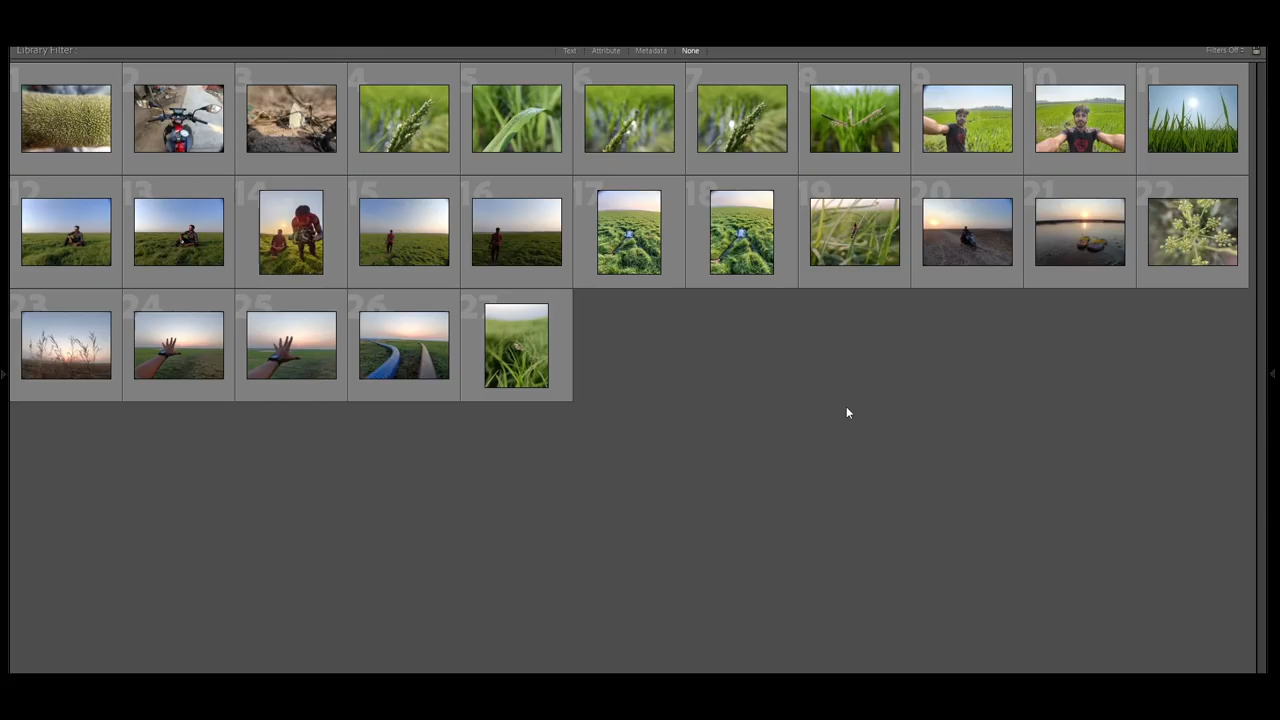 Library Filter :
Text Attribute Metadata None
Filters Off
1 2 3 4 5 6 7 8 9 10 11
12 13 14 15 16 17 18 19 20 21 22
23 24 25 26 27